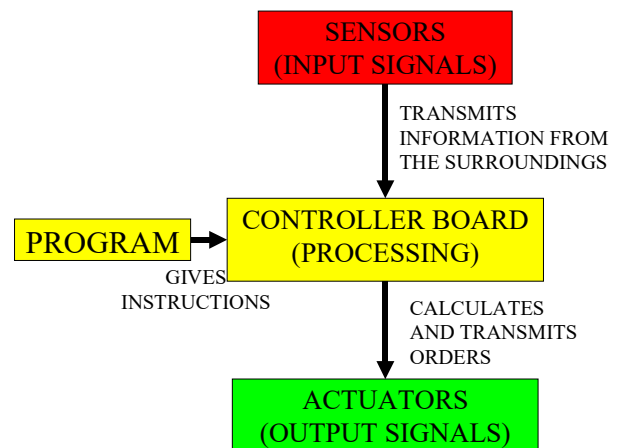 SENSORS
(INPUT SIGNALS)
TRANSMITS
INFORMATION FROM
THE SURROUNDINGS
CONTROLLER BOARD
(PROCESSING)
PROGRAM
GIVES
INSTRUCTIONS
CALCULATES
AND TRANSMITS
ORDERS
ACTUATORS
(OUTPUT SIGNALS)